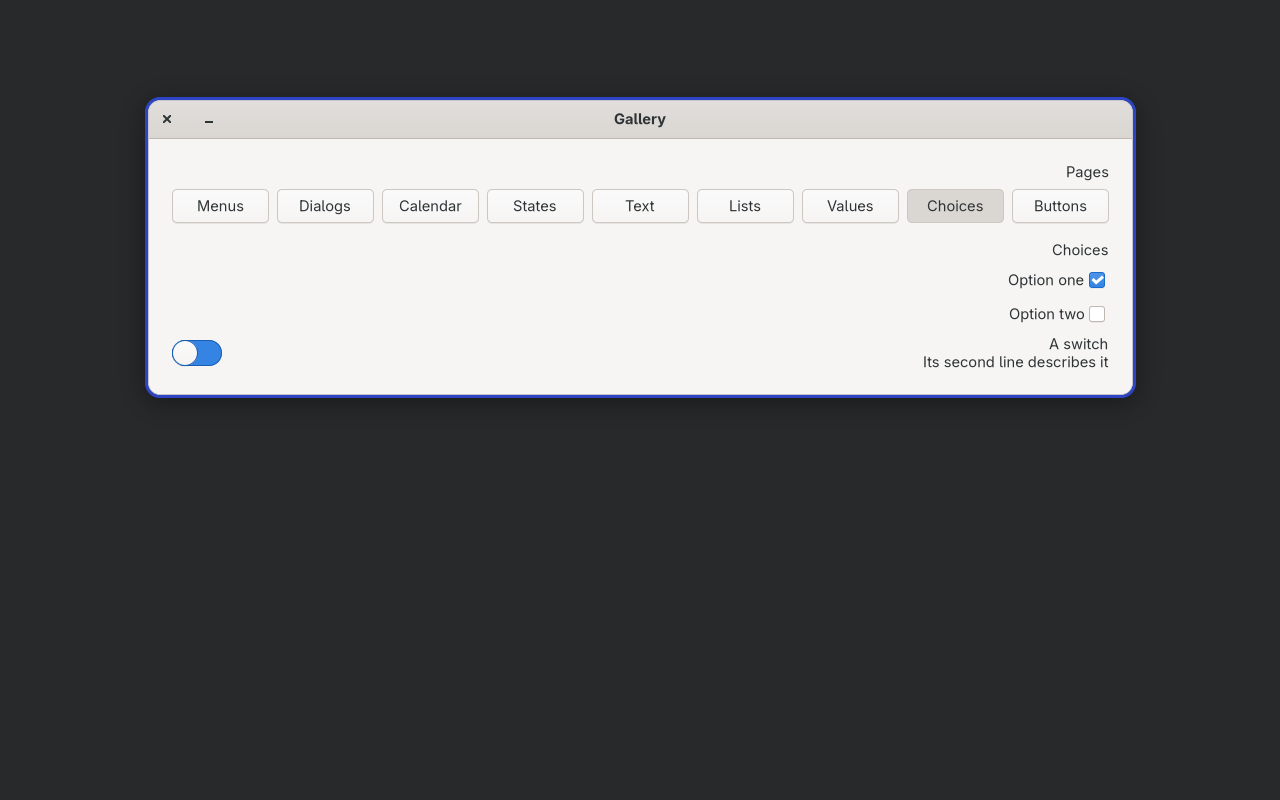 Gallery
Pages
Menus Dialogs Calendar States Text Lists Values Choices Buttons
Choices
Option one
Option two
A switch
Its second line describes it